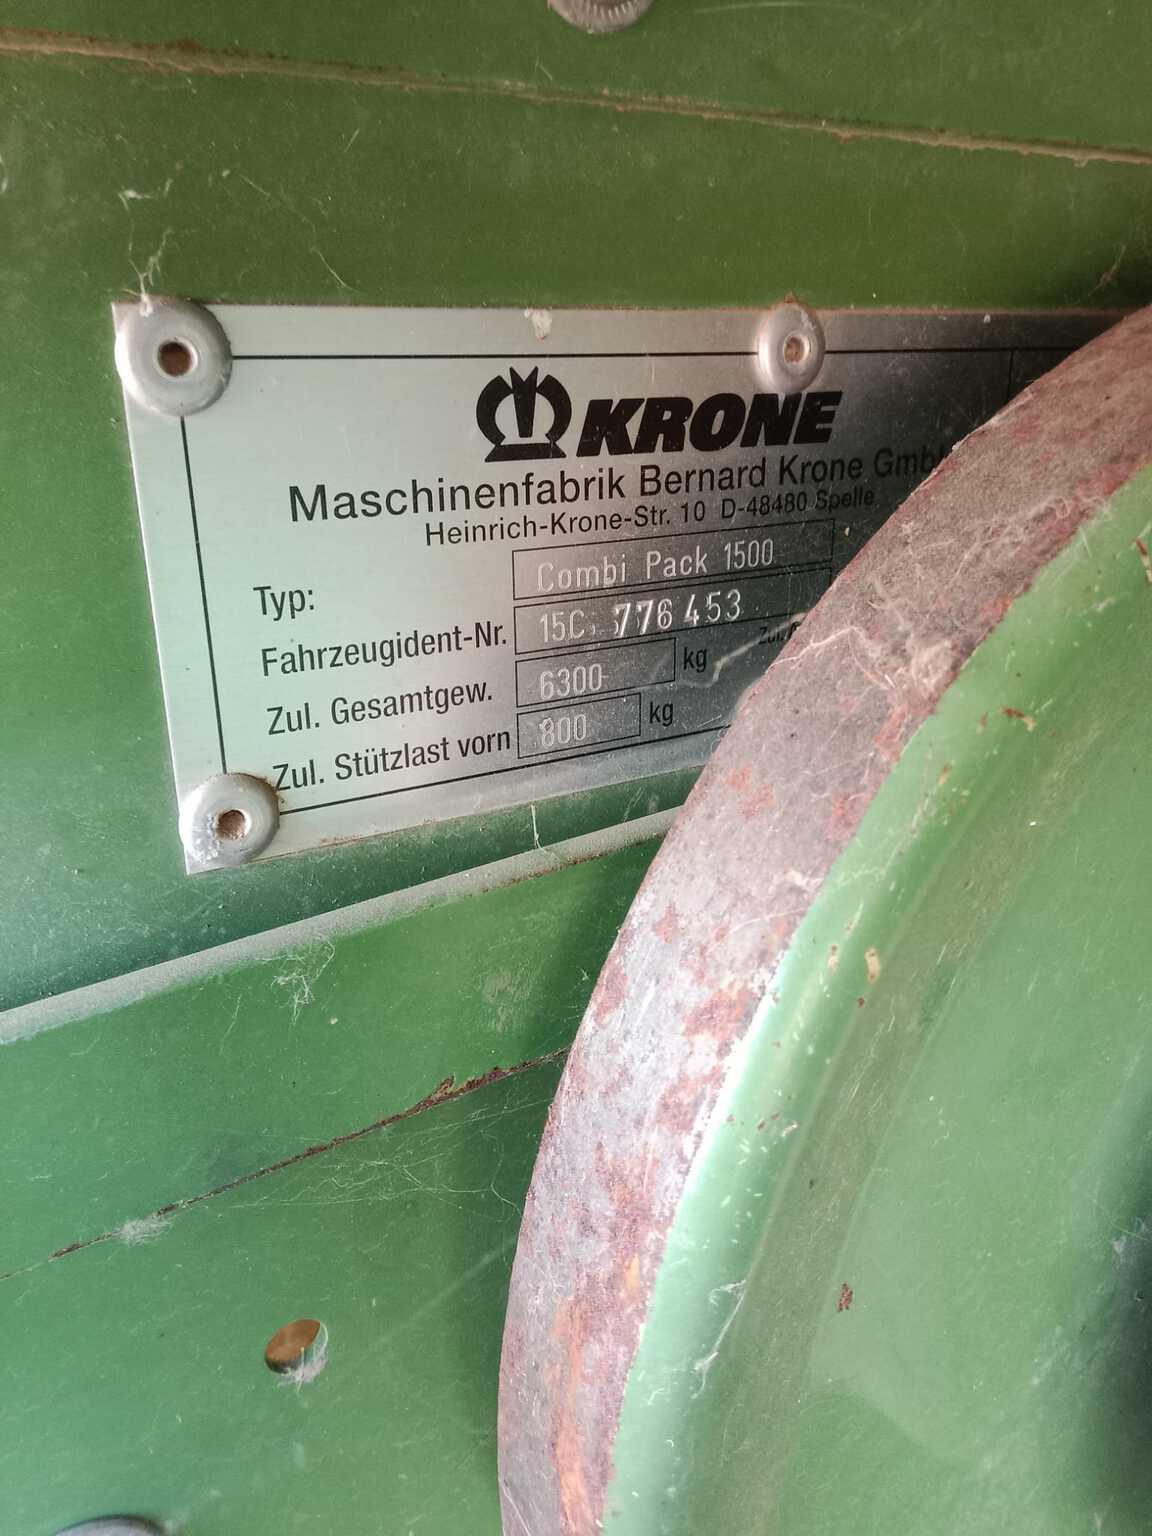 KRONE
Maschinenfabrik Bernard Krone GmbH
Heinrich-Krone-Str. 10 D-48480 Spelle
Typ: Combi Pack 1500
Fahrzeugident-Nr. 15C 776 453
Zul. Gesamtgew. 6300 kg
Zul. Stützlast vorn 800 kg